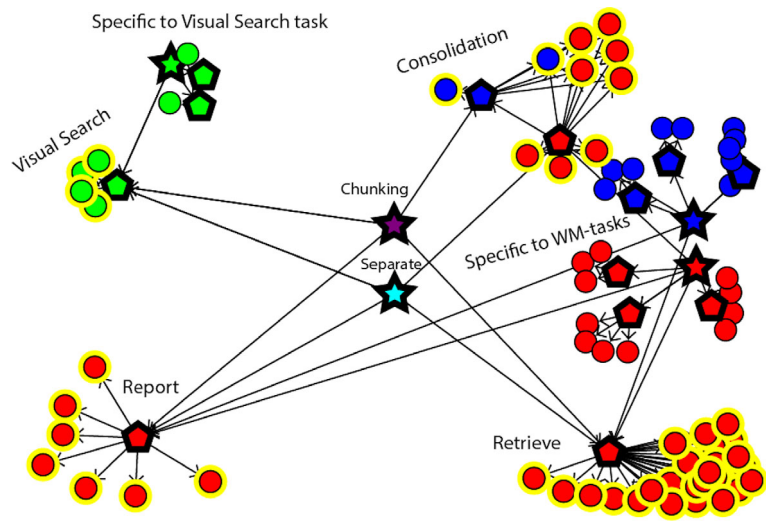 Specific to Visual Search task
Consolidation
Visual Search
Chunking
Specific to WM-tasks
Separate
Report
Retrieve